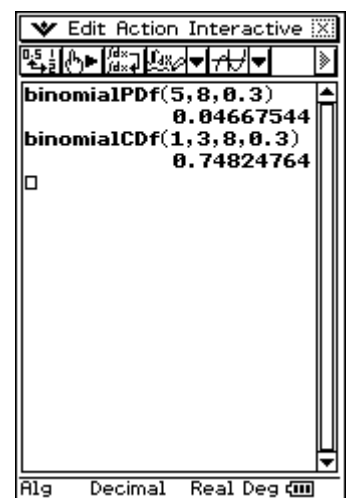 Edit Action Interactive
binomialPDf(5,8,0.3)
0.04667544
binomialCDf(1,3,8,0.3)
0.74824764
Alg Decimal Real Deg